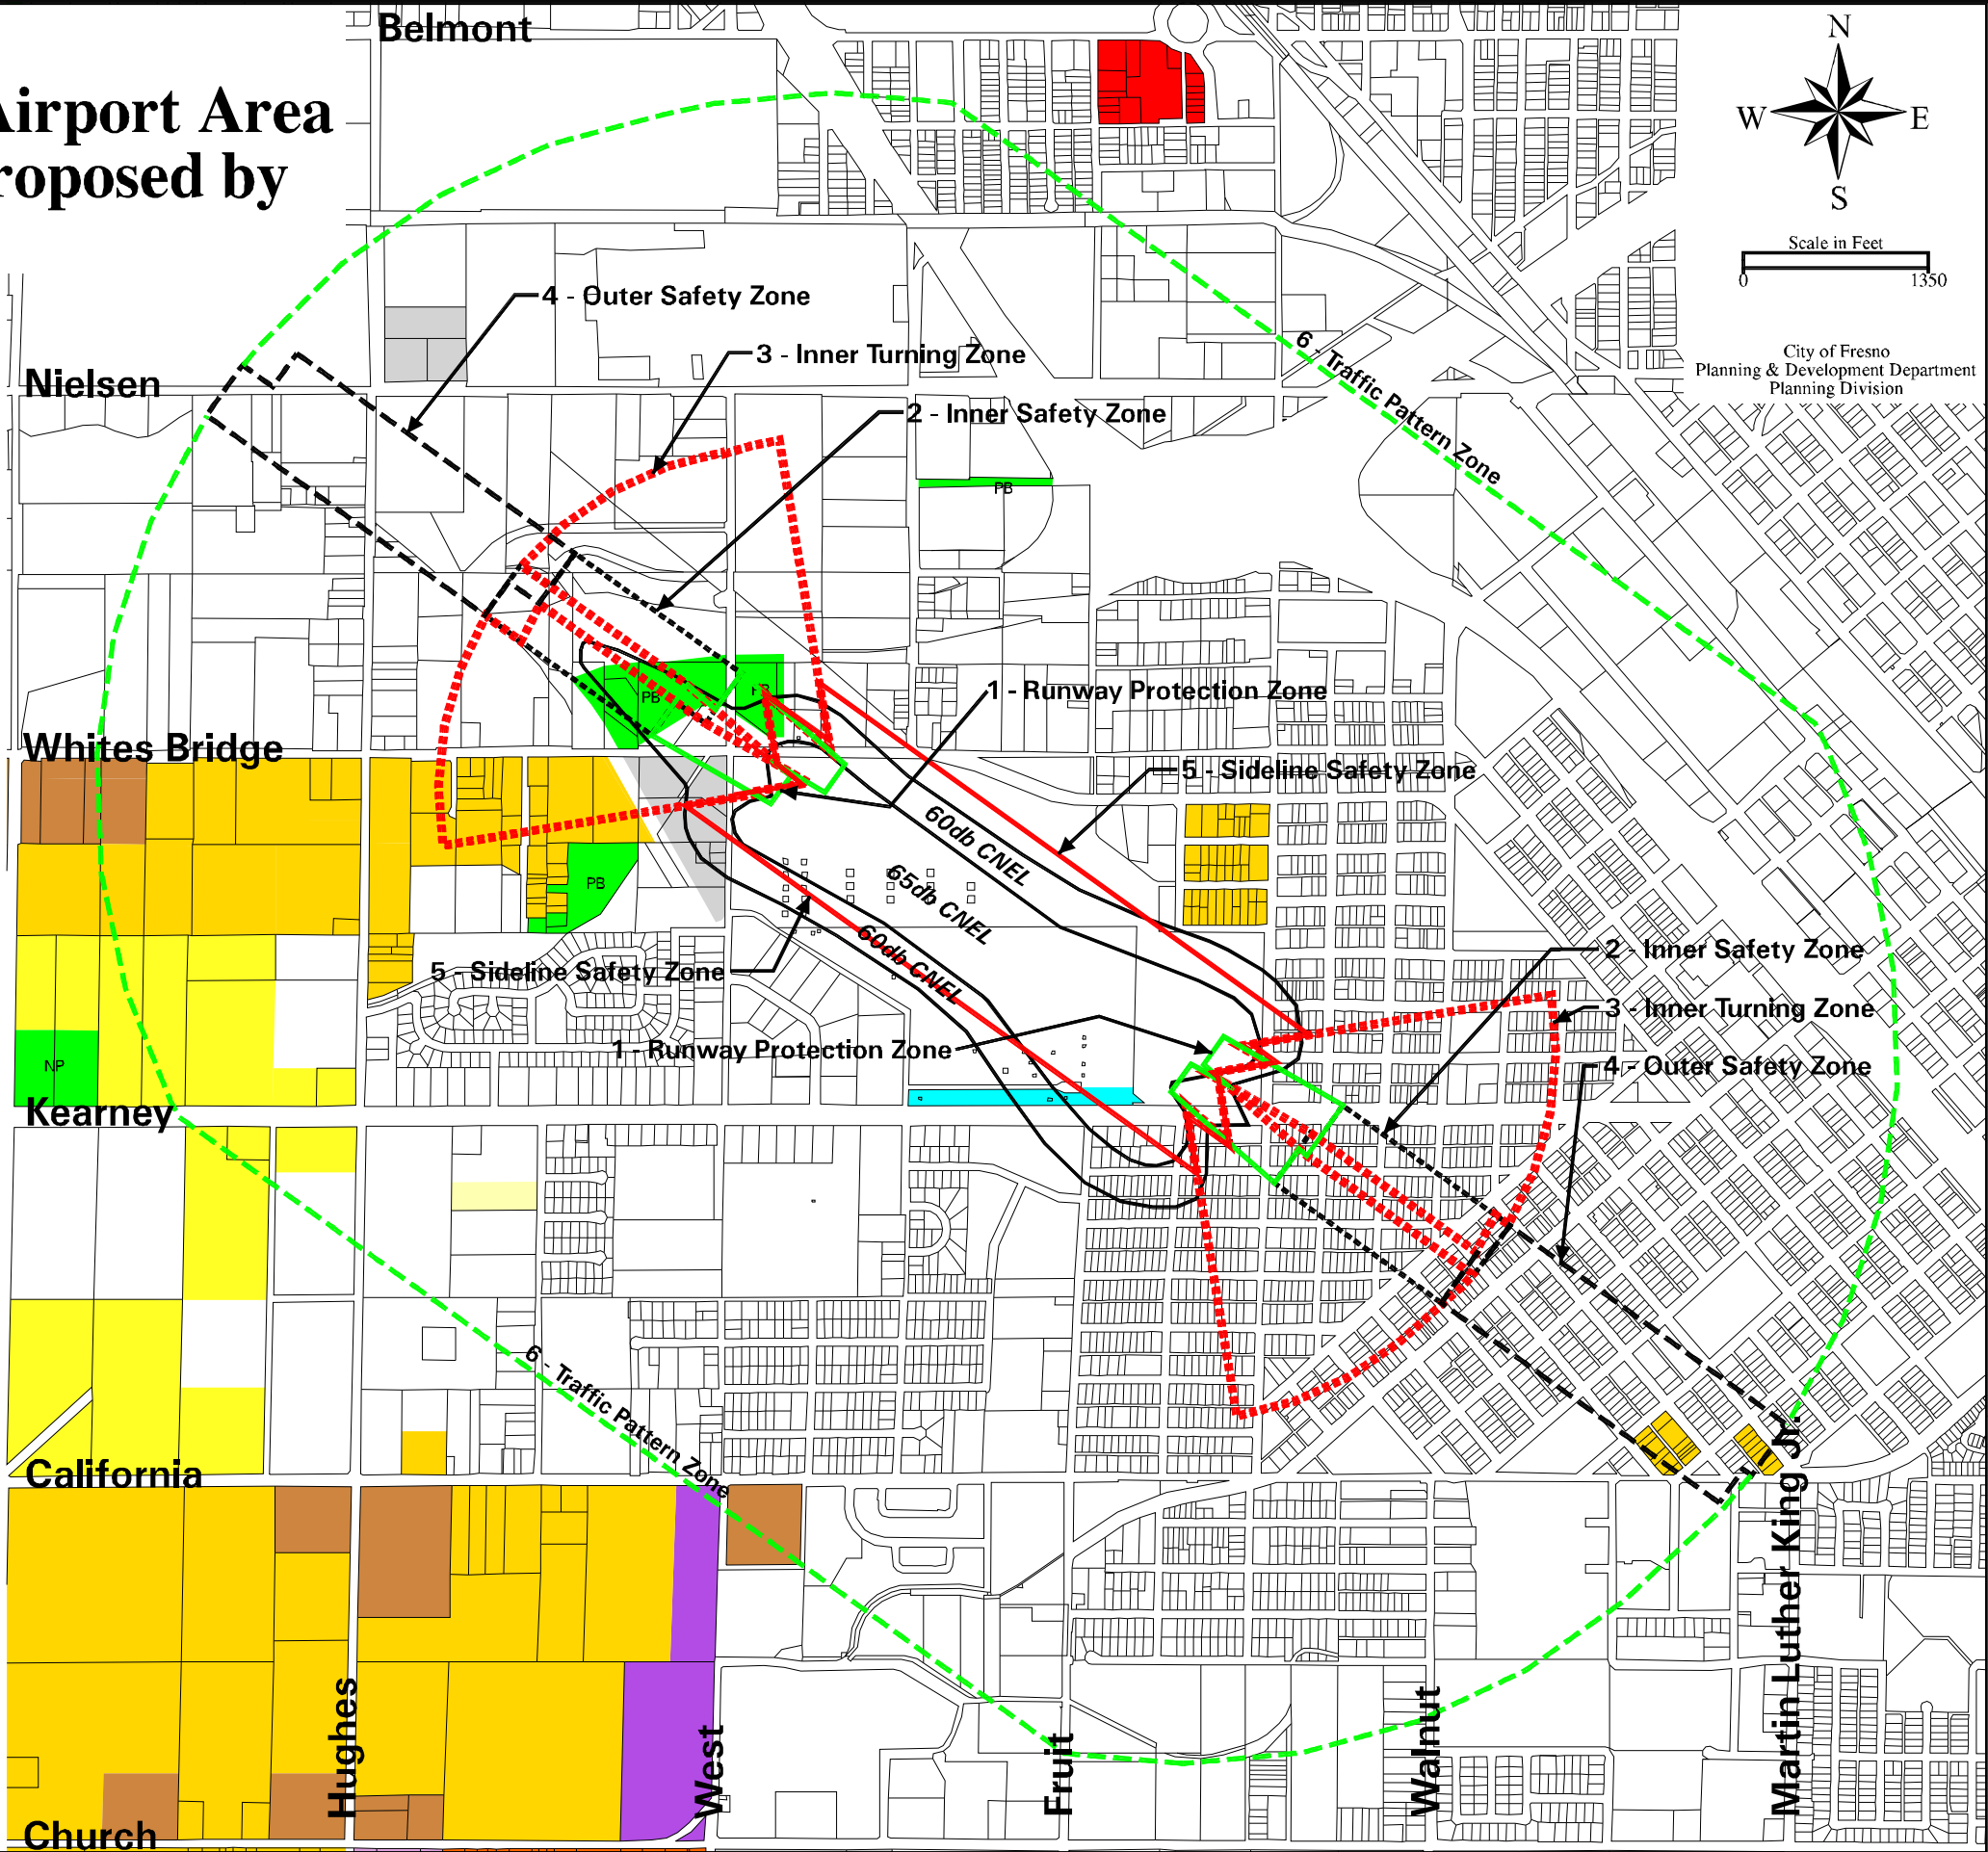 Belmont
N
Airport Area
W
E
roposed by
S
Scale in Feet
0
1350
4 - Outer Safety Zone
3 - Inner Turning Zone
6 - Traffic Pattern Zone
City of Fresno
Planning & Development Department
Planning Division
Nielsen
2 - Inner Safety Zone
PB
PB
PB
1 - Runway Protection Zone
Whites Bridge
5 - Sideline Safety Zone
60db CNEL
65db CNEL
PB
60db CNEL
5 - Sideline Safety Zone
2 - Inner Safety Zone
3 - Inner Turning Zone
1 - Runway Protection Zone
NP
4 - Outer Safety Zone
Kearney
6 - Traffic Pattern Zone
California
Hughes
West
Fruit
Walnut
Martin Luther King Jr.
Church